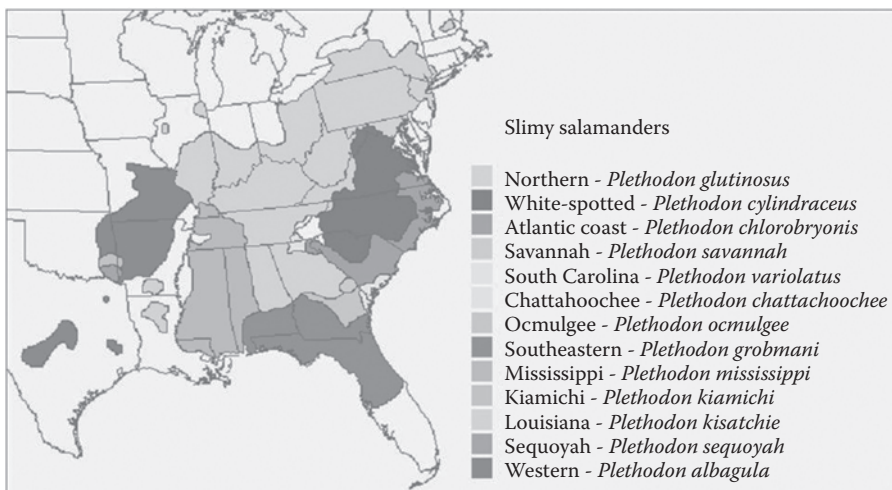 Slimy salamanders
Northern - Plethodon glutinosus
White-spotted - Plethodon cylindraceus
Atlantic coast - Plethodon chlorobryonis
Savannah - Plethodon savannah
South Carolina - Plethodon variolatus
Chattahoochee - Plethodon chattachoochee
Ocmulgee - Plethodon ocmulgee
Southeastern - Plethodon grobmani
Mississippi - Plethodon mississippi
Kiamichi - Plethodon kiamichi
Louisiana - Plethodon kisatchie
Sequoyah - Plethodon sequoyah
Western - Plethodon albagula